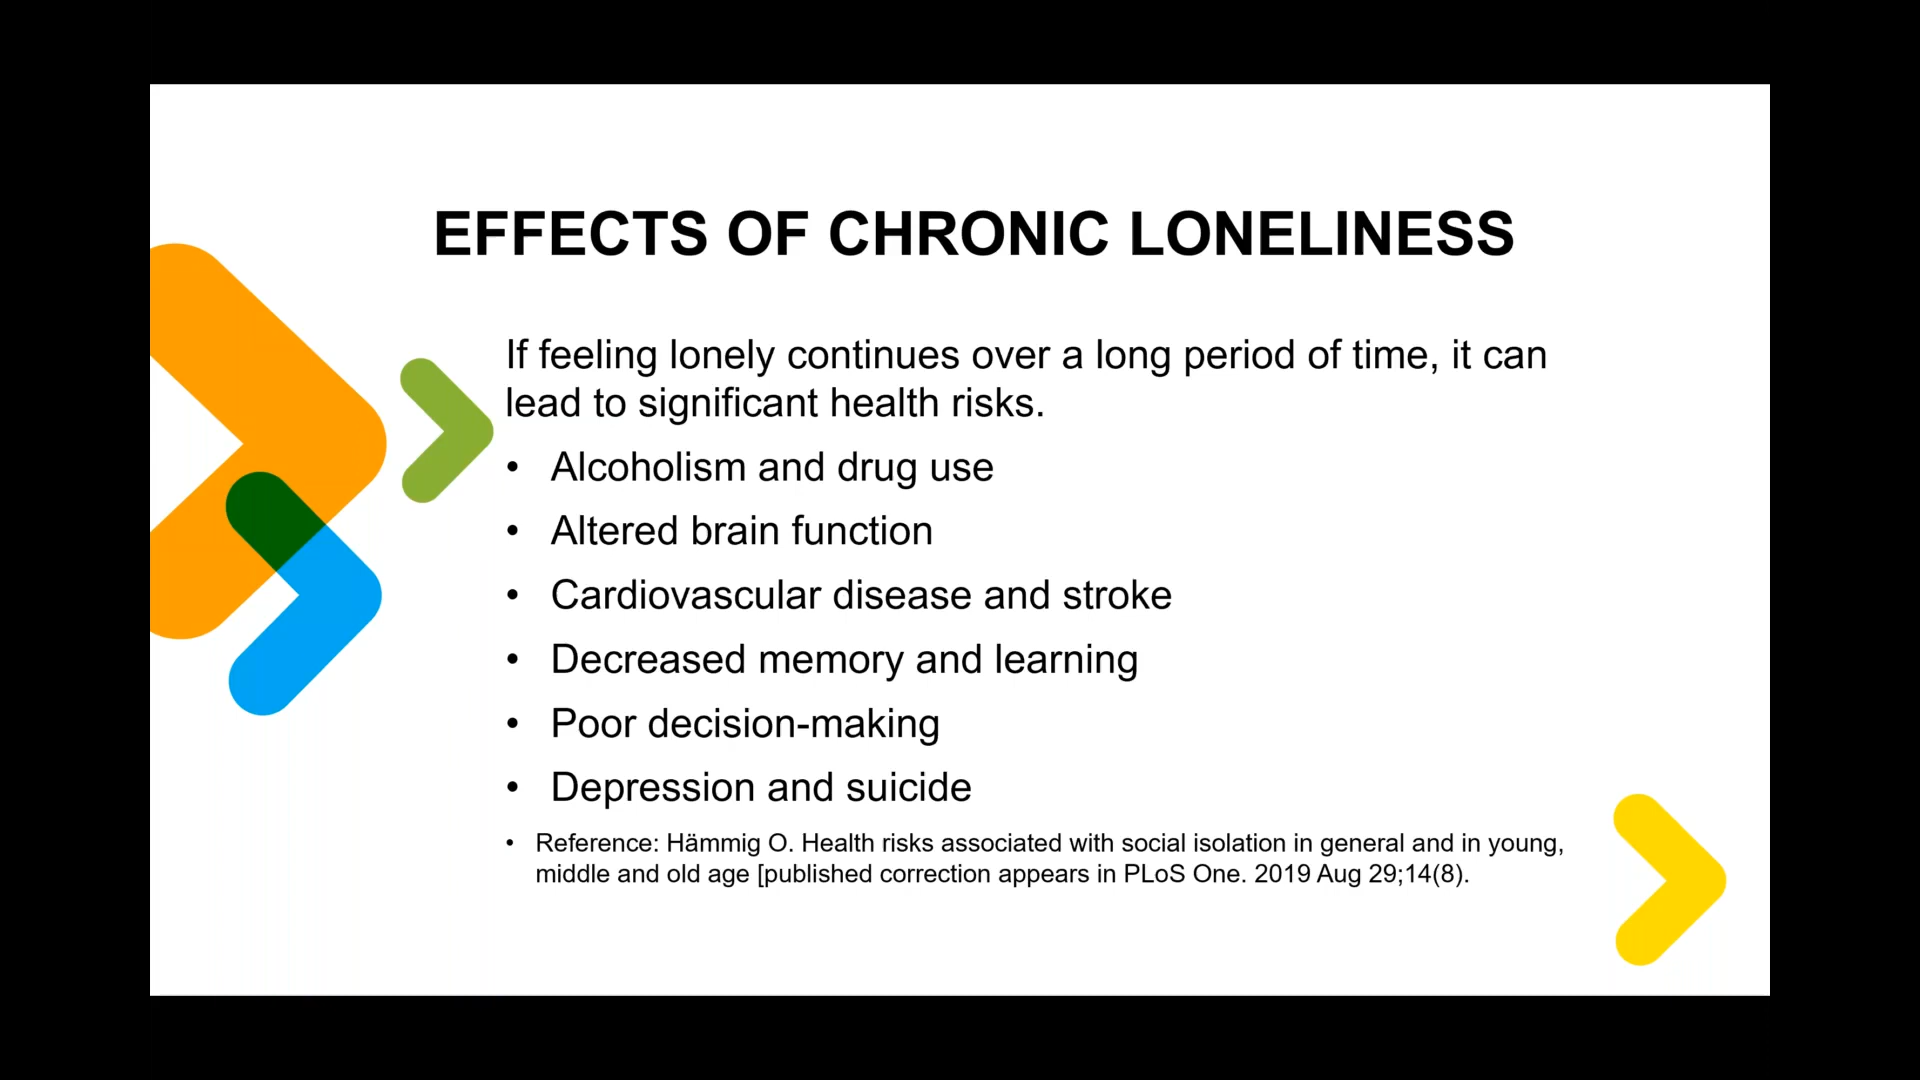 EFFECTS OF CHRONIC LONELINESS
If feeling lonely continues over a long period of time, it can
lead to significant health risks.
• Alcoholism and drug use
• Altered brain function
• Cardiovascular disease and stroke
• Decreased memory and learning
• Poor decision-making
• Depression and suicide
• Reference: Hämmig O. Health risks associated with social isolation in general and in young,
middle and old age [published correction appears in PLoS One. 2019 Aug 29;14(8).